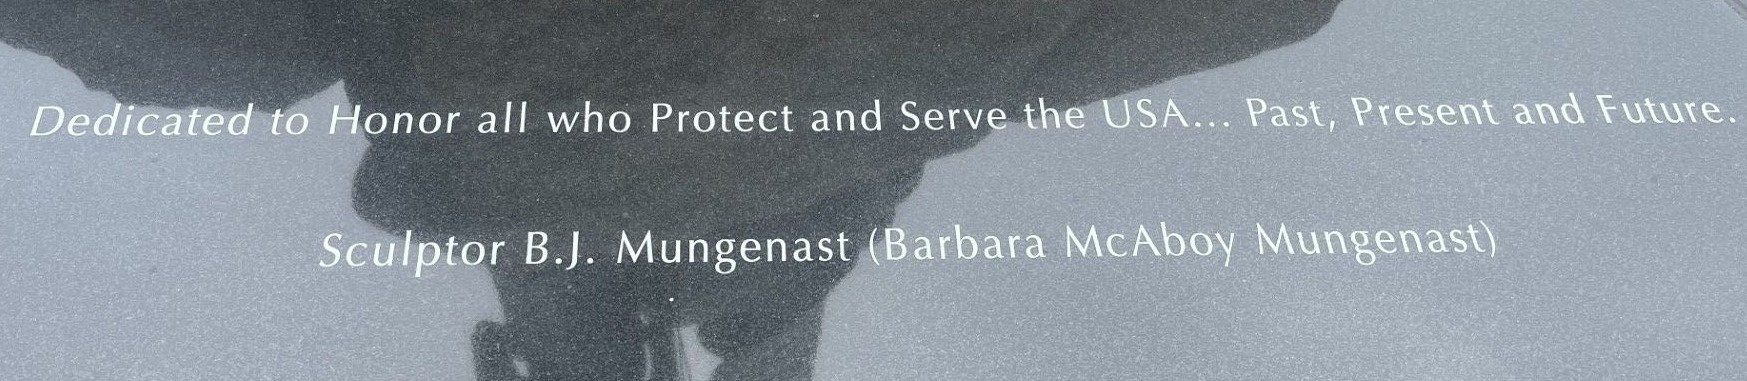 Dedicated to Honor all who Protect and Serve the USA... Past, Present and Future.
Sculptor B.J. Mungenast (Barbara McAboy Mungenast)